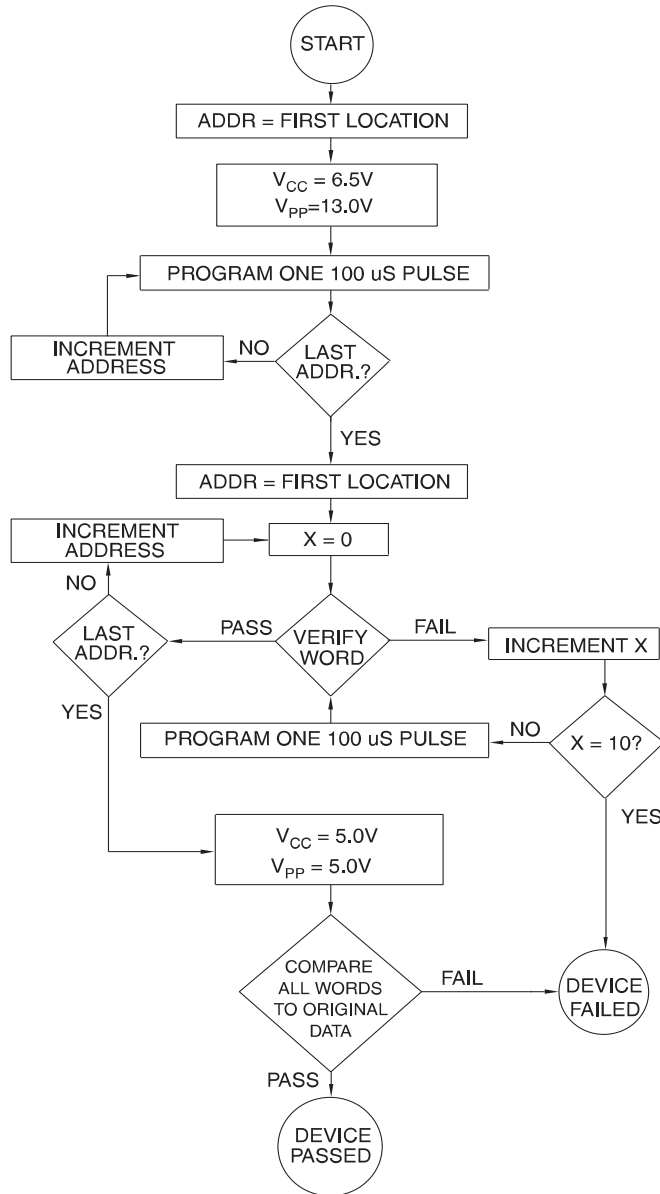 START
ADDR = FIRST LOCATION
VCC = 6.5V
VPP=13.0V
PROGRAM ONE 100 uS PULSE
INCREMENT
ADDRESS
NO
LAST
ADDR.?
YES
ADDR = FIRST LOCATION
INCREMENT
ADDRESS
X = 0
NO
LAST
ADDR.?
PASS
VERIFY
WORD
FAIL
INCREMENT X
YES
PROGRAM ONE 100 uS PULSE
NO
X = 10?
YES
VCC = 5.0V
VPP = 5.0V
COMPARE
ALL WORDS
TO ORIGINAL
DATA
FAIL
DEVICE
FAILED
PASS
DEVICE
PASSED